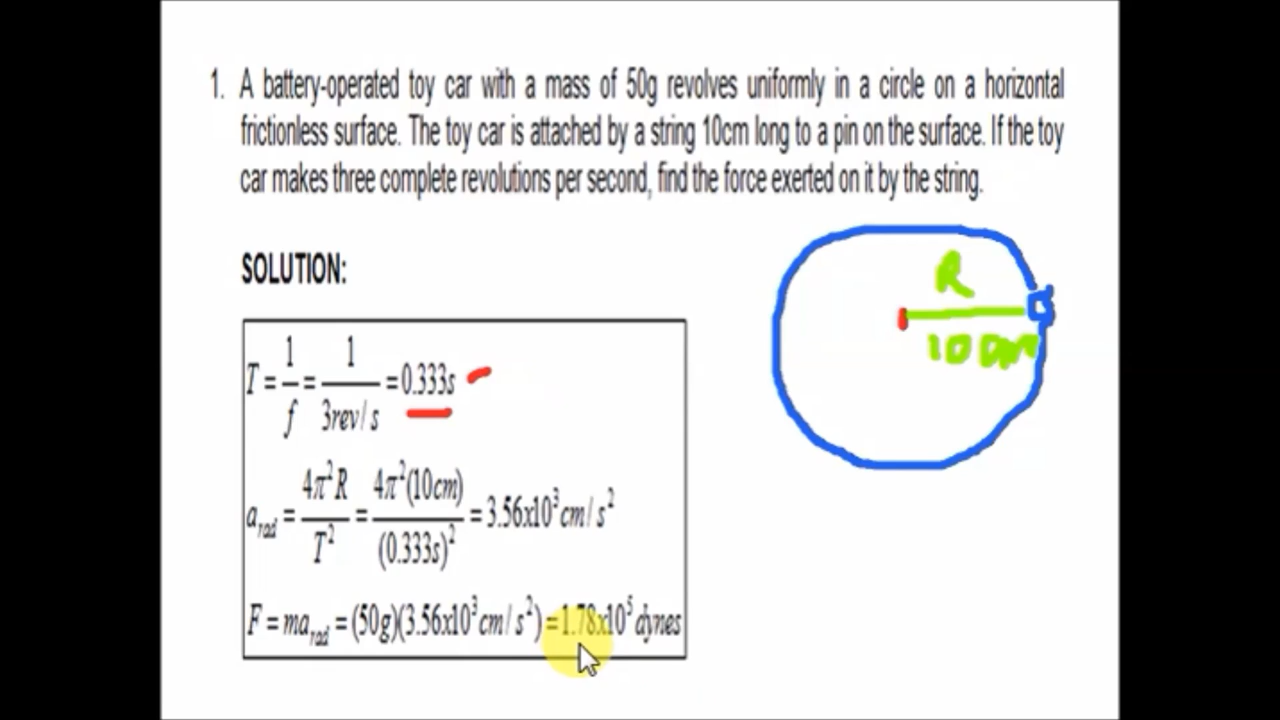 1. A battery-operated toy car with a mass of 50g revolves uniformly in a circle on a horizontal
frictionless surface. The toy car is attached by a string 10cm long to a pin on the surface. If the toy
car makes three complete revolutions per second, find the force exerted on it by the string.
SOLUTION:
R
10 cm
T = 1/f = 1/3rev/s = 0.333s
a_rad = 4π²R/T² = 4π²(10cm)/(0.333s)² = 3.56x10³cm/s²
F = ma_rad = (50g)(3.56x10³cm/s²) = 1.78x10⁵dynes